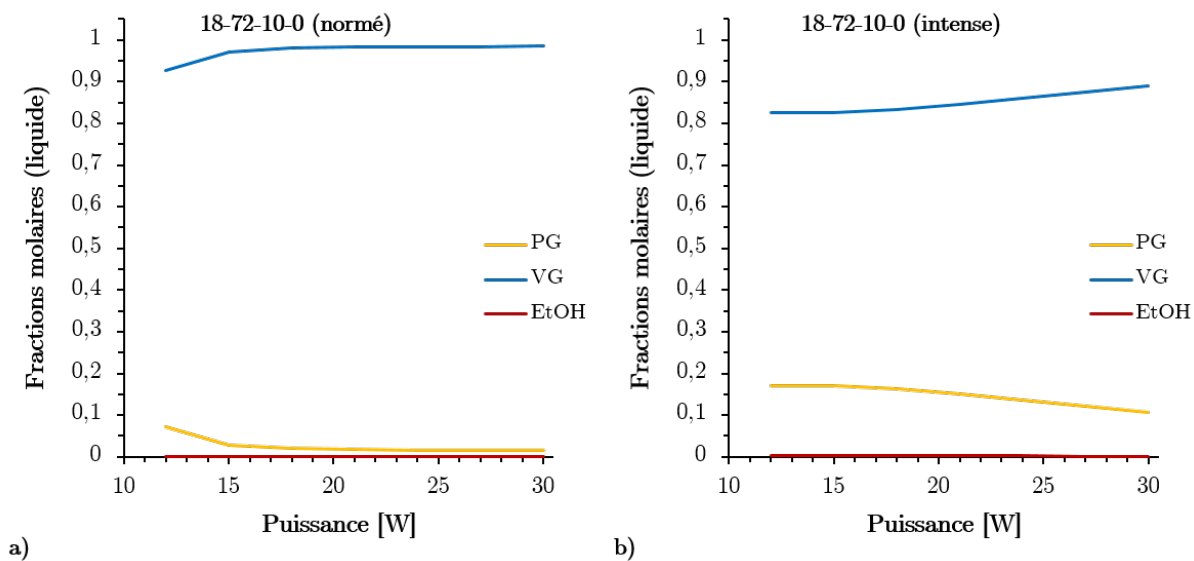 18-72-10-0 (normé)
Fractions molaires (liquide)
1
0,9
0,8
0,7
0,6
0,5
0,4
0,3
0,2
0,1
0
10 15 20 25 30
Puissance [W]
PG
VG
EtOH
a)
18-72-10-0 (intense)
Fractions molaires (liquide)
1
0,9
0,8
0,7
0,6
0,5
0,4
0,3
0,2
0,1
0
10 15 20 25 30
Puissance [W]
PG
VG
EtOH
b)